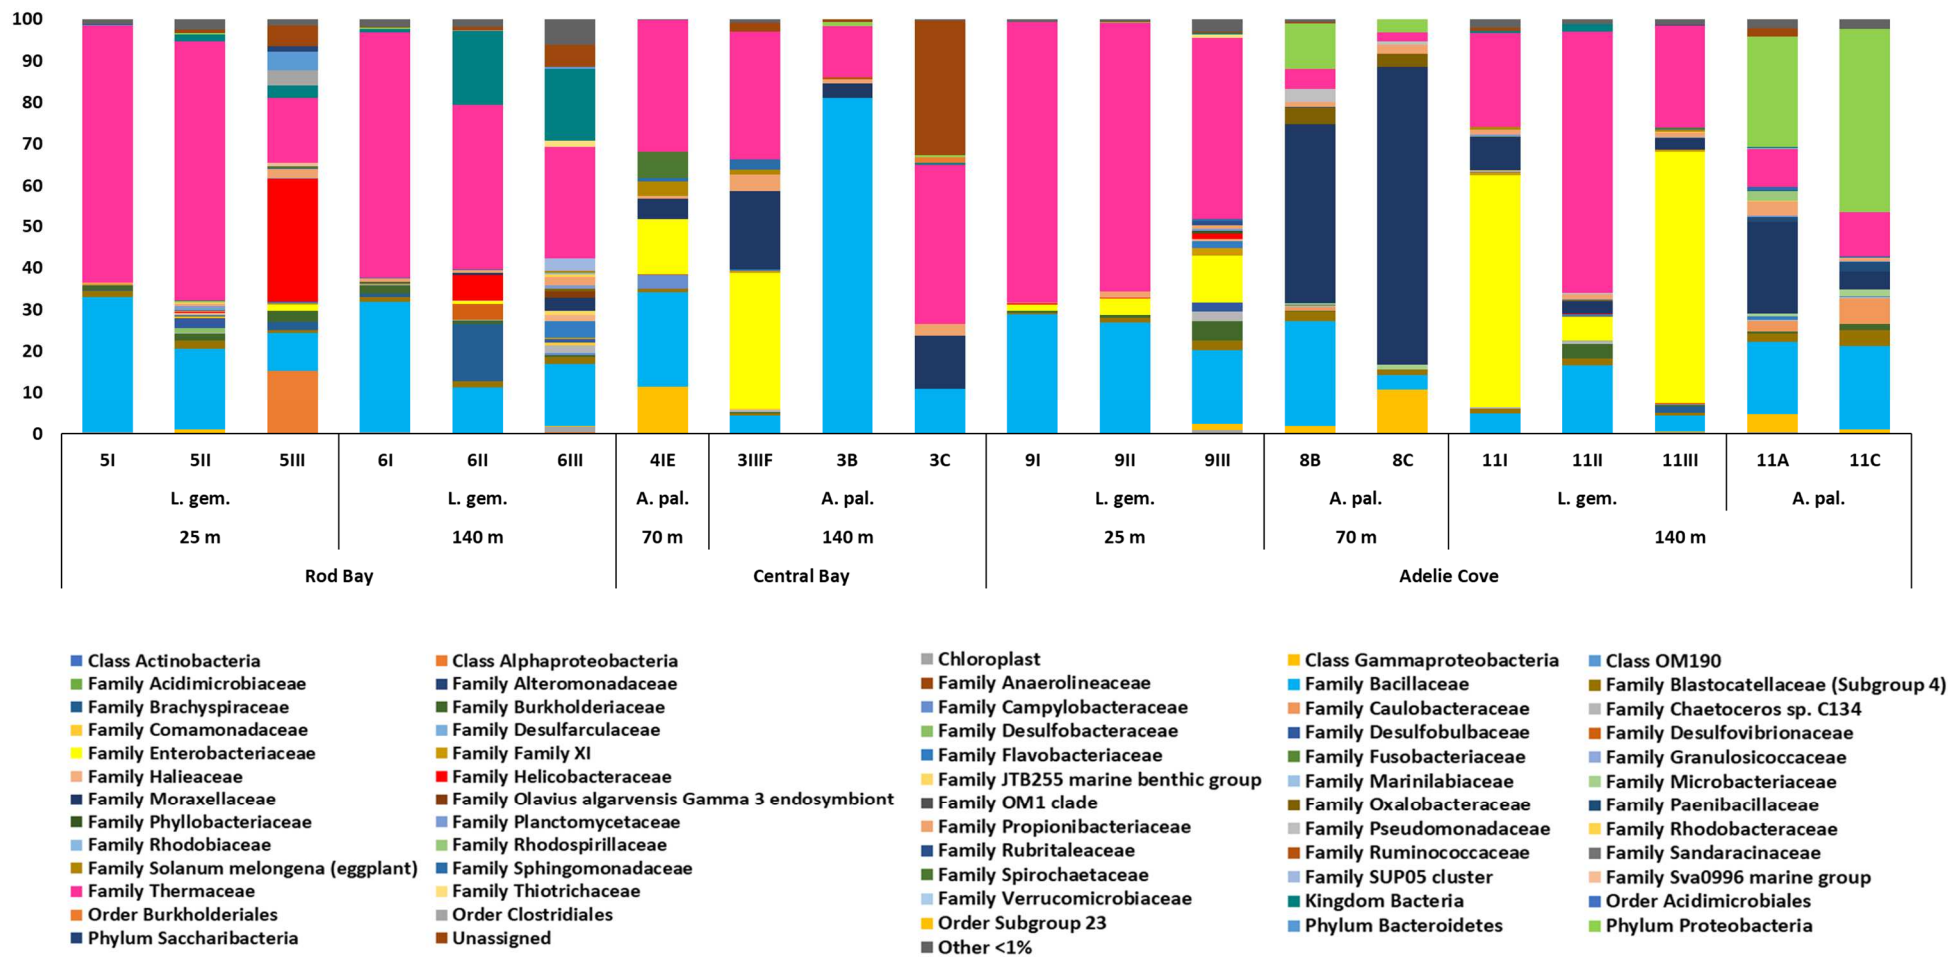 100
90
80
70
60
50
40
30
20
10
0
5I 5II 5III 6I 6II 6III 4IE 3IIIF 3B 3C 9I 9II 9III 8B 8C 11I 11II 11III 11A 11C
L. gem. L. gem. A. pal. A. pal. L. gem. A. pal. L. gem. A. pal.
25 m 140 m 70 m 140 m 25 m 70 m 140 m
Rod Bay Central Bay Adelie Cove
Class Actinobacteria Class Alphaproteobacteria Chloroplast Class Gammaproteobacteria Class OM190
Family Acidimicrobiaceae Family Alteromonadaceae Family Anaerolineaceae Family Bacillaceae Family Blastocatellaceae (Subgroup 4)
Family Brachyspiraceae Family Burkholderiaceae Family Campylobacteraceae Family Caulobacteraceae Family Chaetoceros sp. C134
Family Comamonadaceae Family Desulfarculaceae Family Desulfobacteraceae Family Desulfobulbaceae Family Desulfovibrionaceae
Family Enterobacteriaceae Family Family XI Family Flavobacteriaceae Family Fusobacteriaceae Family Granulosicoccaceae
Family Halieaceae Family Helicobacteraceae Family JTB255 marine benthic group Family Marinilabiaceae Family Microbacteriaceae
Family Moraxellaceae Family Olavius algarvensis Gamma 3 endosymbiont Family OM1 clade Family Oxalobacteraceae Family Paenibacillaceae
Family Phyllobacteriaceae Family Planctomycetaceae Family Propionibacteriaceae Family Pseudomonadaceae Family Rhodobacteraceae
Family Rhodobiaceae Family Rhodospirillaceae Family Rubritaleaceae Family Ruminococcaceae Family Sandaracinaceae
Family Solanum melongena (eggplant) Family Sphingomonadaceae Family Spirochaetaceae Family SUP05 cluster Family Sva0996 marine group
Family Thermaceae Family Thiotrichaceae Family Verrucomicrobiaceae Kingdom Bacteria Order Acidimicrobiales
Order Burkholderiales Order Clostridiales Order Subgroup 23 Phylum Bacteroidetes Phylum Proteobacteria
Phylum Saccharibacteria Unassigned Other <1%